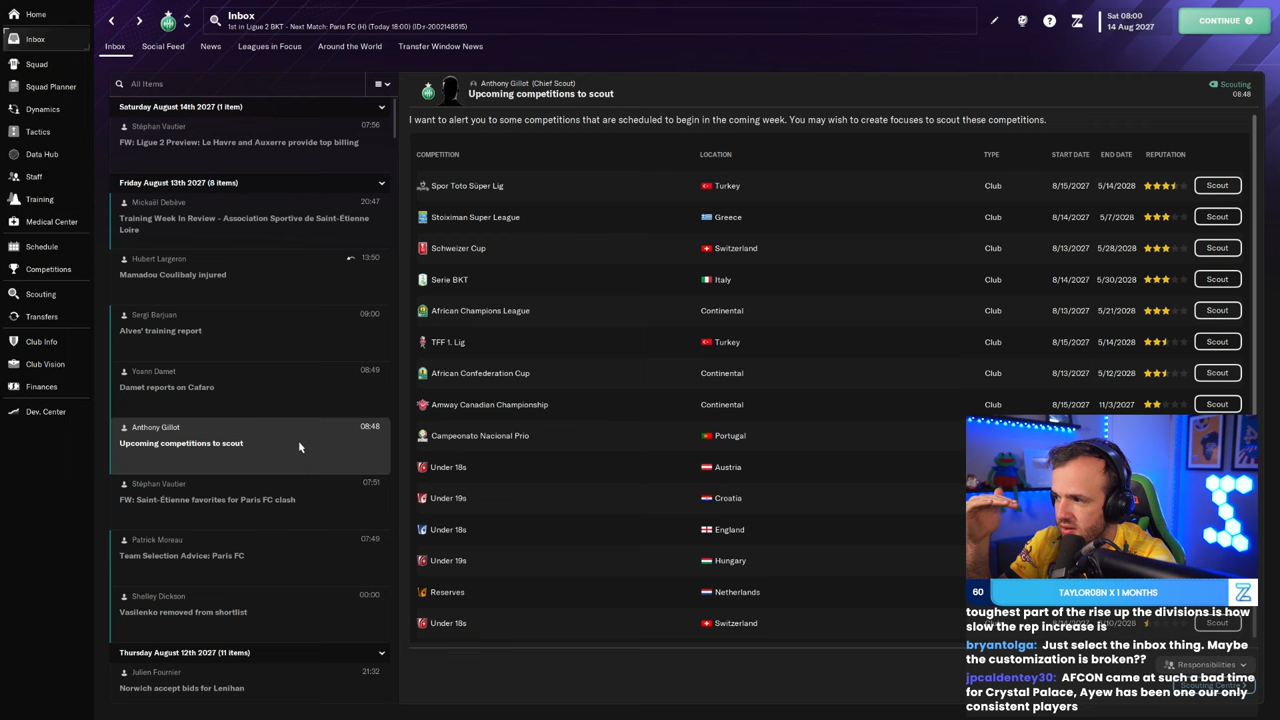 Home
Inbox
Squad
Squad Planner
Dynamics
Tactics
Data Hub
Staff
Training
Medical Center
Schedule
Competitions
Scouting
Transfers
Club Info
Club Vision
Finances
Dev. Center
Inbox
1st in Ligue 2 BKT - Next Match: Paris FC (H) (Today 18:00) (ID:r-2002148515)
Sat 08:00
14 Aug 2027
CONTINUE
Inbox Social Feed News Leagues in Focus Around the World Transfer Window News
All Items
Saturday August 14th 2027 (1 item)
Stéphan Vautier 07:56
FW: Ligue 2 Preview: Le Havre and Auxerre provide top billing
Friday August 13th 2027 (8 items)
Mickaël Debève 20:47
Training Week In Review - Association Sportive de Saint-Étienne
Loire
Hubert Largeron 13:50
Mamadou Coulibaly injured
Sergi Barjuan 09:00
Alves' training report
Yoann Damet 08:49
Damet reports on Cafaro
Anthony Gillot 08:48
Upcoming competitions to scout
Stéphan Vautier 07:51
FW: Saint-Étienne favorites for Paris FC clash
Patrick Moreau 07:49
Team Selection Advice: Paris FC
Shelley Dickson 00:00
Vasilenko removed from shortlist
Thursday August 12th 2027 (11 items)
Julien Fournier 21:32
Norwich accept bids for Lenihan
Anthony Gillot (Chief Scout)
Upcoming competitions to scout
Scouting
08:48
I want to alert you to some competitions that are scheduled to begin in the coming week. You may wish to create focuses to scout these competitions.
COMPETITION LOCATION TYPE START DATE END DATE REPUTATION
Spor Toto Süper Lig Turkey Club 8/15/2027 5/14/2028 Scout
Stoiximan Super League Greece Club 8/14/2027 5/7/2028 Scout
Schweizer Cup Switzerland Club 8/13/2027 5/28/2028 Scout
Serie BKT Italy Club 8/14/2027 5/30/2028 Scout
African Champions League Continental Club 8/13/2027 5/21/2028 Scout
TFF 1. Lig Turkey Club 8/15/2027 5/14/2028 Scout
African Confederation Cup Continental Club 8/13/2027 5/12/2028 Scout
Amway Canadian Championship Continental Club 8/15/2027 11/3/2027 Scout
Campeonato Nacional Prio Portugal
Under 18s Austria
Under 19s Croatia
Under 18s England
Under 19s Hungary
Reserves Netherlands
Under 18s Switzerland Scout
60 TAYLOR08N X 1 MONTHS
toughest part of the rise up the divisions is how
slow the rep increase is
bryantolga: Just select the inbox thing. Maybe
the customization is broken??
jpcaldentey30: AFCON came at such a bad time
for Crystal Palace, Ayew has been one our only
consistent players
Responsibilities
Scouting Centre